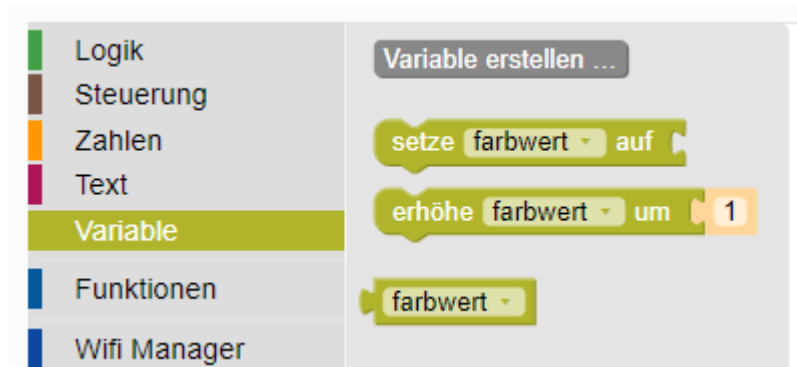 Logik
Steuerung
Zahlen
Text
Variable
Funktionen
Wifi Manager
Variable erstellen ...
setze farbwert auf
erhöhe farbwert um 1
farbwert